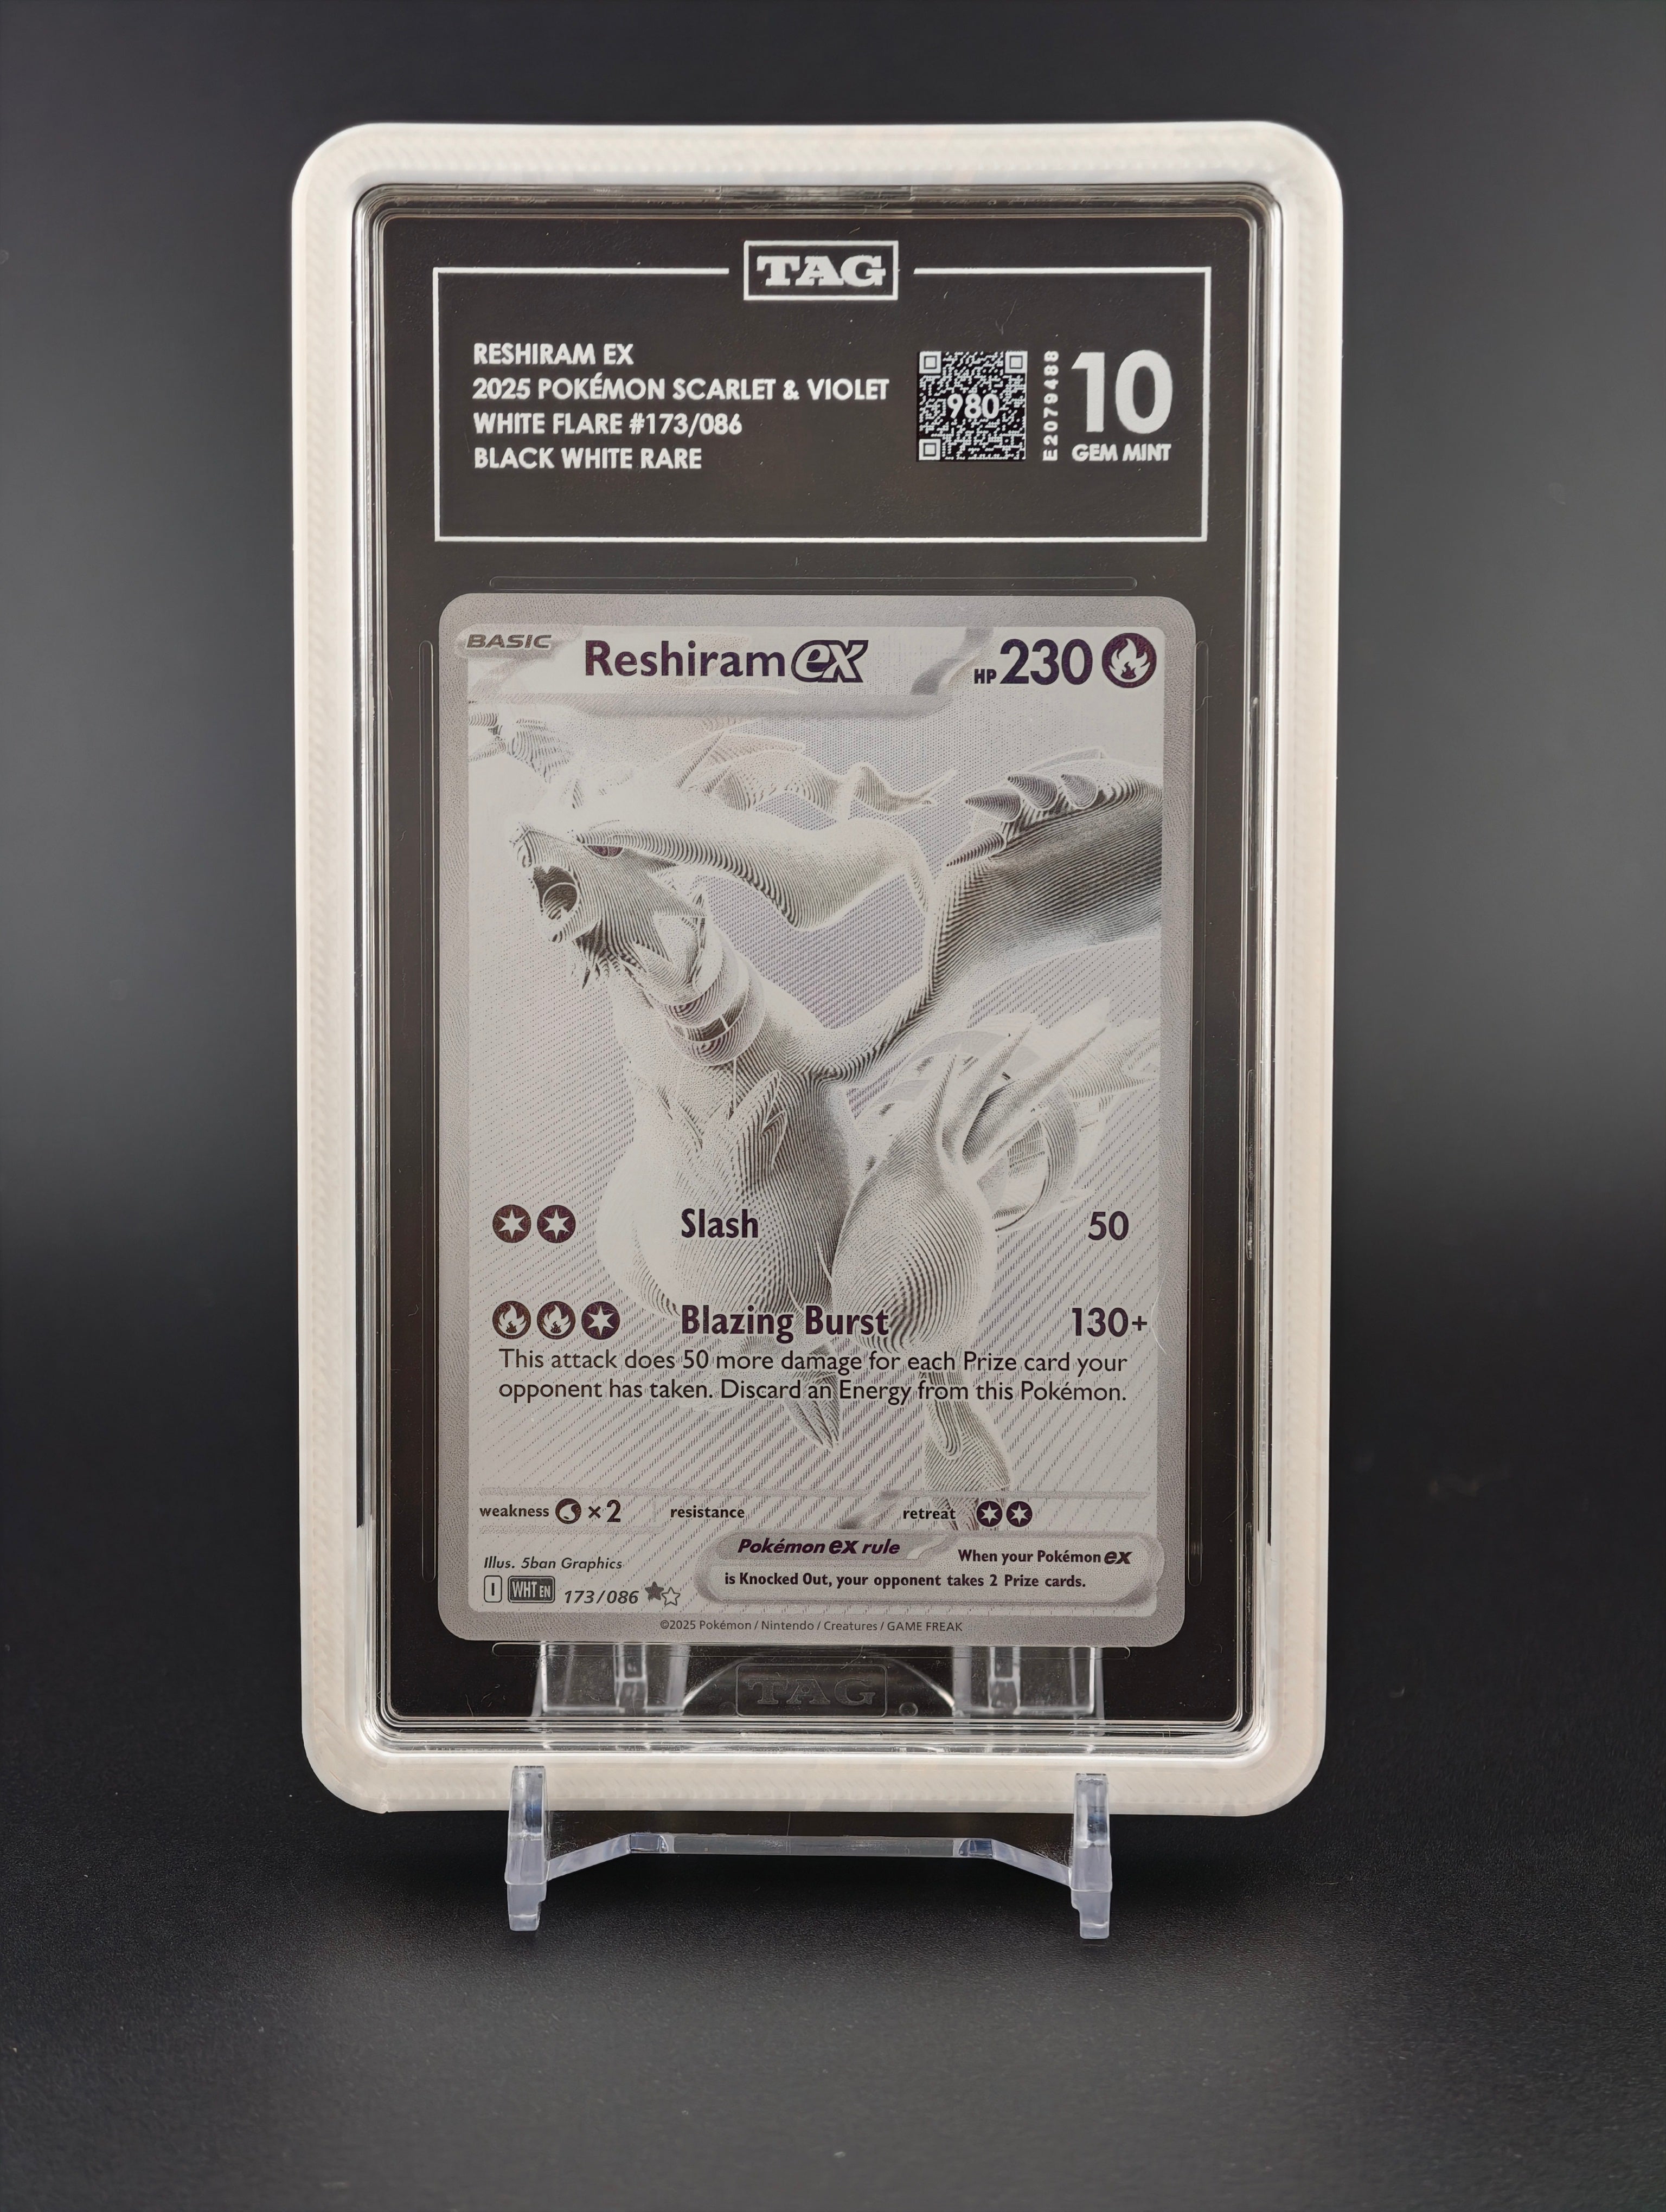 TAG
RESHIRAM EX
2025 POKÉMON SCARLET & VIOLET
WHITE FLARE #173/086
BLACK WHITE RARE
980
E2079488
10
GEM MINT
BASIC
Reshiram ex
HP 230
Slash 50
Blazing Burst 130+
This attack does 50 more damage for each Prize card your
opponent has taken. Discard an Energy from this Pokémon.
weakness ×2 resistance retreat
Illus. 5ban Graphics
Pokémon ex rule When your Pokémon ex
is Knocked Out, your opponent takes 2 Prize cards.
I WHT EN 173/086
©2025 Pokémon / Nintendo / Creatures / GAME FREAK
TAG